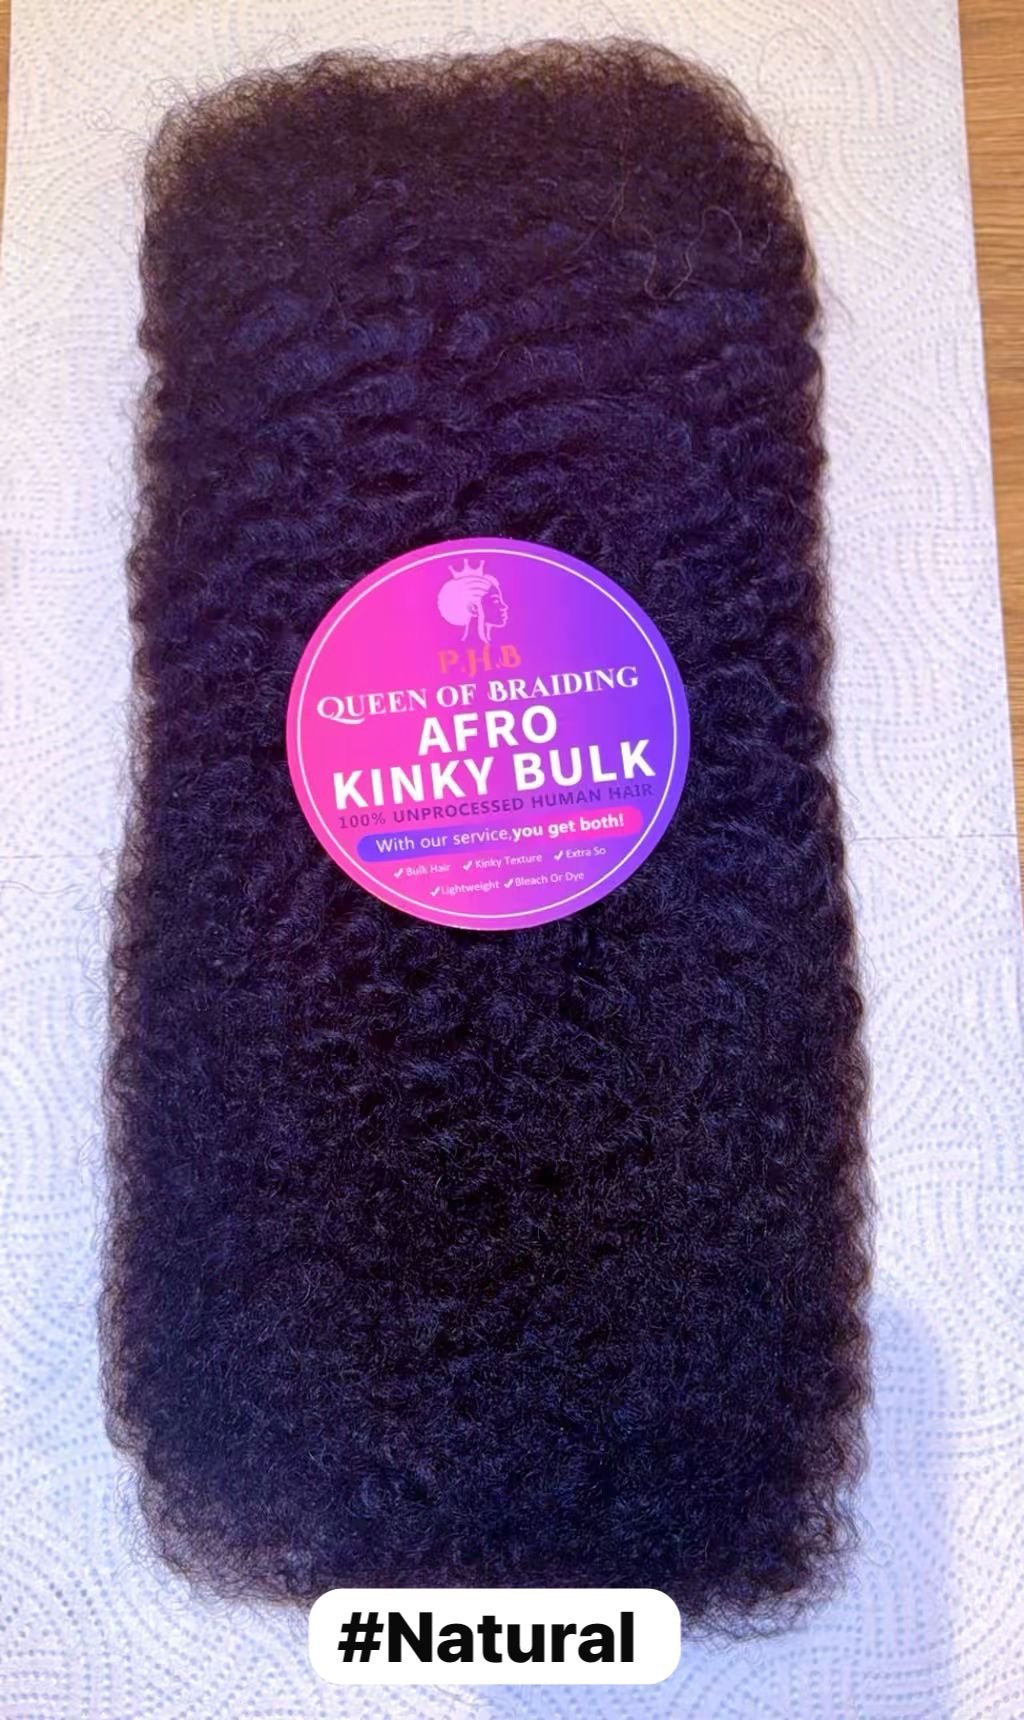 P.H.B
QUEEN OF BRAIDING
AFRO
KINKY BULK
100% UNPROCESSED HUMAN HAIR
With our service,you get both!
✓Bulk Hair ✓Kinky Texture ✓Extra So
✓Lightweight ✓Bleach Or Dye
#Natural